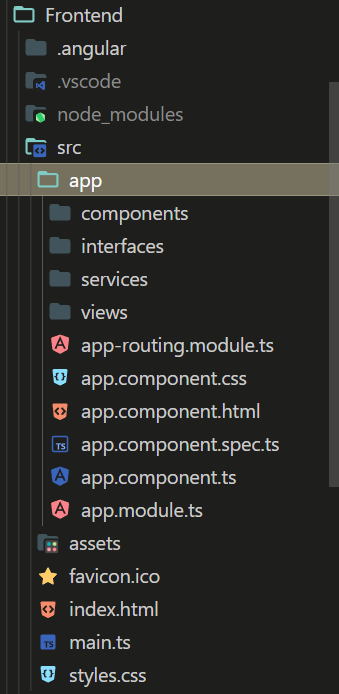 Frontend
.angular
.vscode
node_modules
src
app
components
interfaces
services
views
app-routing.module.ts
app.component.css
app.component.html
app.component.spec.ts
app.component.ts
app.module.ts
assets
favicon.ico
index.html
main.ts
styles.css